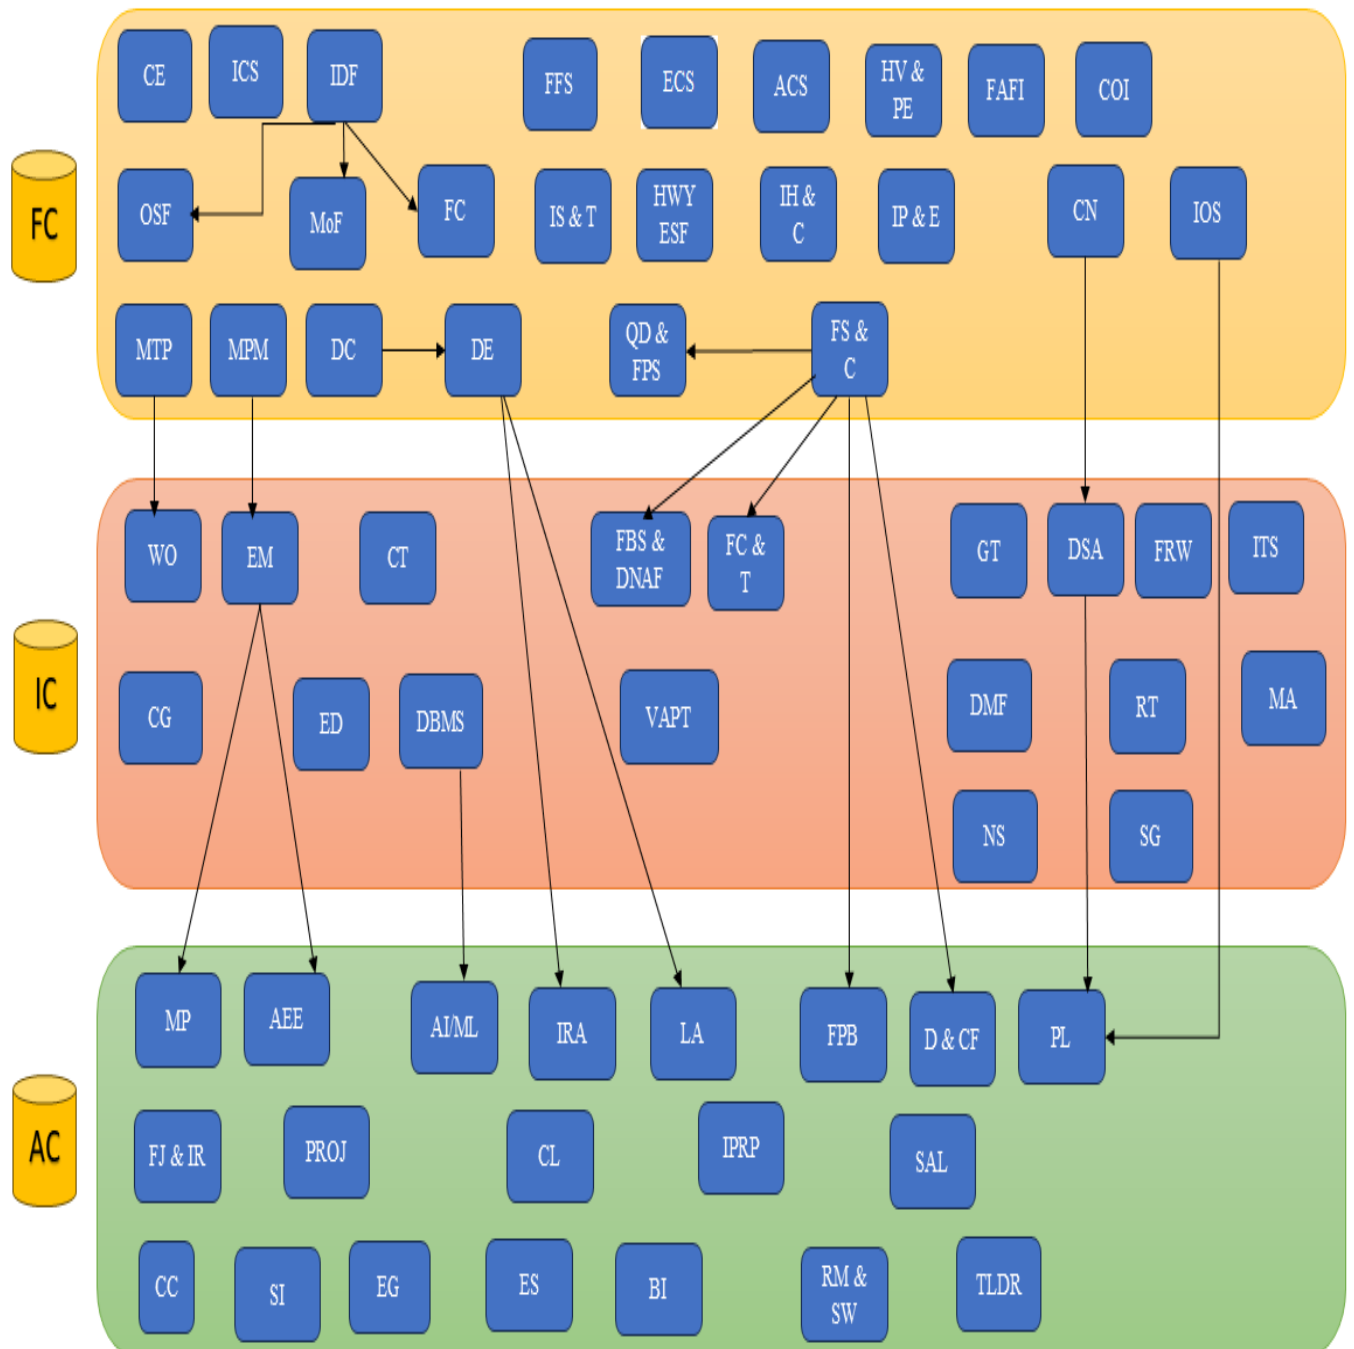 CE
ICS
IDF
FFS
ECS
ACS
HV &
PE
FAFI
COI
FC
OSF
MoF
FC
IS & T
HWY
ESF
IH &
C
IP & E
CN
IOS
MTP
MPM
DC
DE
QD &
FPS
FS &
C
WO
EM
CT
FBS &
DNAF
FC &
T
GT
DSA
FRW
ITS
IC
CG
ED
DBMS
VAPT
DMF
RT
MA
NS
SG
MP
AEE
AI/ML
IRA
LA
FPB
D & CF
PL
AC
FJ & IR
PROJ
CL
IPRP
SAL
CC
SI
EG
ES
BI
RM &
SW
TLDR